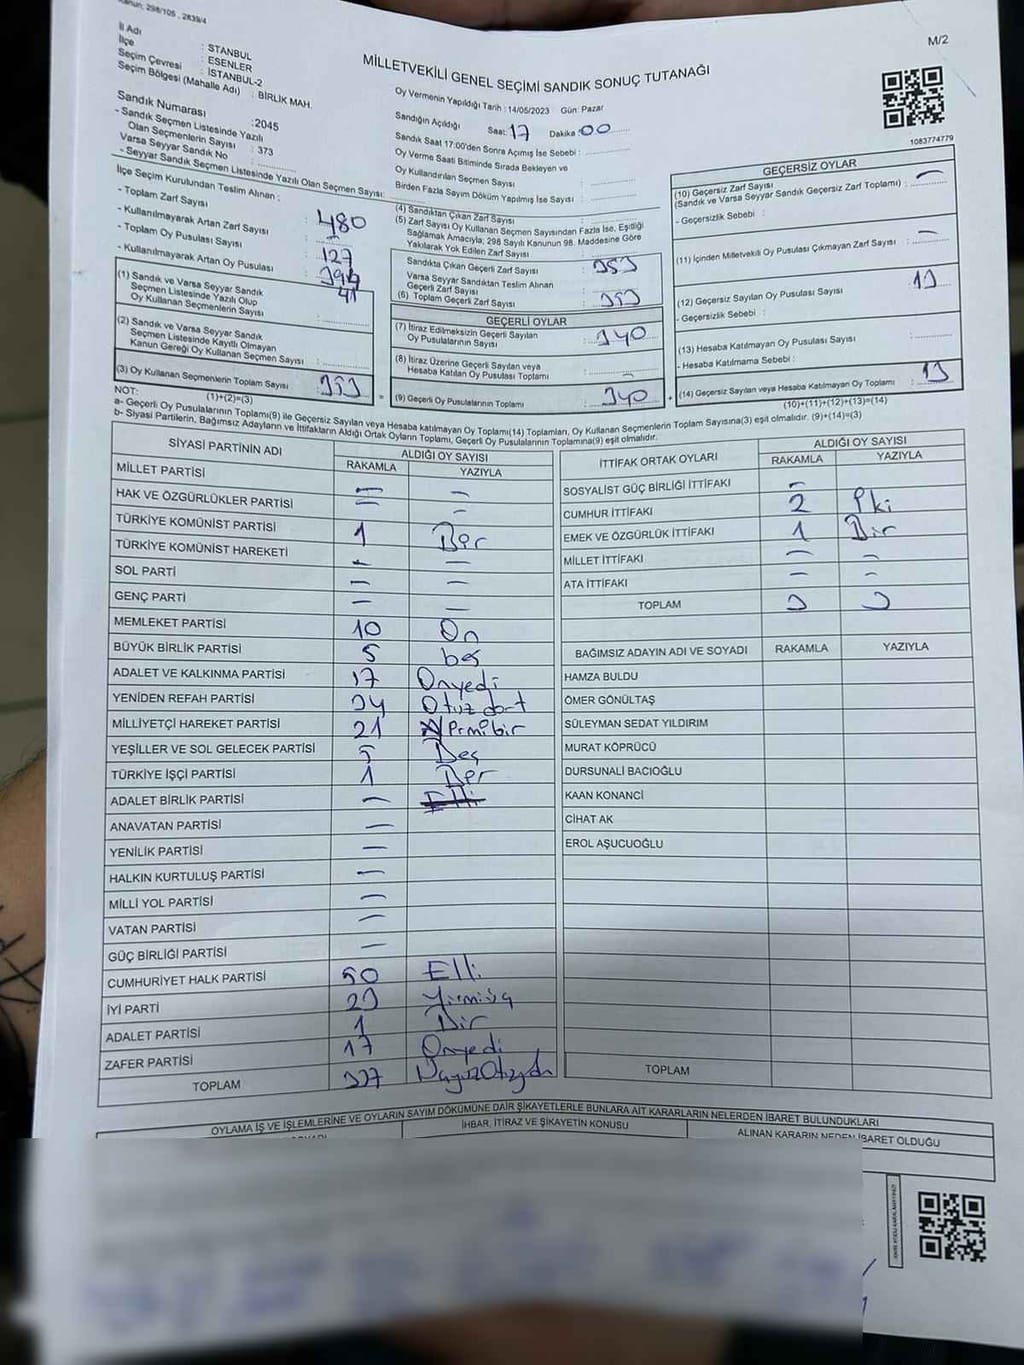 Kanun; 298/105 , 2839/4
M/2
İl Adı : İSTANBUL
İlçe : ESENLER
Seçim Çevresi : İSTANBUL-2
Seçim Bölgesi (Mahalle Adı) : BİRLİK MAH.
MİLLETVEKİLİ GENEL SEÇİMİ SANDIK SONUÇ TUTANAĞI
1083774779
Sandık Numarası :2045
- Sandık Seçmen Listesinde Yazılı
Olan Seçmenlerin Sayısı : 373
Varsa Seyyar Sandık No :
- Seyyar Sandık Seçmen Listesinde Yazılı Olan Seçmen Sayısı:
Oy Vermenin Yapıldığı Tarih : 14/05/2023 Gün: Pazar
Sandığın Açıldığı Saat: 17 Dakika : 00
Sandık Saat 17:00'den Sonra Açımış İse Sebebi :
Oy Verme Saati Bitiminde Sırada Bekleyen ve
Oy Kullandırılan Seçmen Sayısı
Birden Fazla Sayım Döküm Yapılmış İse Sayısı :
İlçe Seçim Kurulundan Teslim Alınan :
- Toplam Zarf Sayısı : 480
- Kullanılmayarak Artan Zarf Sayısı : 127
- Toplam Oy Pusulası Sayısı
- Kullanılmayarak Artan Oy Pusulası 41
(1) Sandık ve Varsa Seyyar Sandık
Seçmen Listesinde Yazılı Olup
Oy Kullanan Seçmenlerin Sayısı :
(2) Sandık ve Varsa Seyyar Sandık
Seçmen Listesinde Kayıtlı Olmayan
Kanun Gereği Oy Kullanan Seçmen Sayısı :
(3) Oy Kullanan Seçmenlerin Toplam Sayısı : 353
(1)+(2)=(3)
(4) Sandıktan Çıkan Zarf Sayısı :
(5) Zarf Sayısı Oy Kullanan Seçmen Sayısından Fazla İse, Eşitliği
Sağlamak Amacıyla; 298 Sayılı Kanunun 98. Maddesine Göre
Yakılarak Yok Edilen Zarf Sayısı :
Sandıkta Çıkan Geçerli Zarf Sayısı : 353
Varsa Seyyar Sandıktan Teslim Alınan
Geçerli Zarf Sayısı :
(6) Toplam Geçerli Zarf Sayısı : 353
GEÇERLİ OYLAR
(7) İtiraz Edilmeksizin Geçerli Sayılan
Oy Pusulalarının Sayısı : 340
(8) İtiraz Üzerine Geçerli Sayılan veya
Hesaba Katılan Oy Pusulası Toplamı : –
(9) Geçerli Oy Pusulalarının Toplamı : 340
GEÇERSİZ OYLAR
(10) Geçersiz Zarf Sayısı
(Sandık ve Varsa Seyyar Sandık Geçersiz Zarf Toplamı) : –
- Geçersizlik Sebebi :
(11) İçinden Milletvekili Oy Pusulası Çıkmayan Zarf Sayısı : –
(12) Geçersiz Sayılan Oy Pusulası Sayısı : 13
- Geçersizlik Sebebi :
(13) Hesaba Katılmayan Oy Pusulası Sayısı :
- Hesaba Katılmama Sebebi :
(14) Geçersiz Sayılan veya Hesaba Katılmayan Oy Toplamı : 13
(10)+(11)+(12)+(13)=(14)
NOT:
a- Geçerli Oy Pusulalarının Toplamı(9) ile Geçersiz Sayılan veya Hesaba Katılmayan Oy Toplamı(14) Toplamları, Oy Kullanan Seçmenlerin Toplam Sayısına(3) eşit olmalıdır. (9)+(14)=(3)
b- Siyasi Partilerin, Bağımsız Adayların ve İttifakların Aldığı Ortak Oyların Toplamı, Geçerli Oy Pusulalarının Toplamına(9) eşit olmalıdır.
SİYASİ PARTİNİN ADI ALDIĞI OY SAYISI
RAKAMLA YAZIYLA
MİLLET PARTİSİ – –
HAK VE ÖZGÜRLÜKLER PARTİSİ – –
TÜRKİYE KOMÜNİST PARTİSİ 1 Bir
TÜRKİYE KOMÜNİST HAREKETİ – –
SOL PARTİ – –
GENÇ PARTİ – –
MEMLEKET PARTİSİ 10 On
BÜYÜK BİRLİK PARTİSİ 5 beş
ADALET VE KALKINMA PARTİSİ 17 Onyedi
YENİDEN REFAH PARTİSİ 34 Otuz dört
MİLLİYETÇİ HAREKET PARTİSİ 21 Yirmibir
YEŞİLLER VE SOL GELECEK PARTİSİ 5 Beş
TÜRKİYE İŞÇİ PARTİSİ 1 Bir
ADALET BİRLİK PARTİSİ – Elli
ANAVATAN PARTİSİ –
YENİLİK PARTİSİ –
HALKIN KURTULUŞ PARTİSİ –
MİLLİ YOL PARTİSİ –
VATAN PARTİSİ –
GÜÇ BİRLİĞİ PARTİSİ –
CUMHURİYET HALK PARTİSİ 50 Elli
İYİ PARTİ 23 Yirmiüç
ADALET PARTİSİ 1 Bir
ZAFER PARTİSİ 17 Onyedi
TOPLAM 337
İTTİFAK ORTAK OYLARI ALDIĞI OY SAYISI
RAKAMLA YAZIYLA
SOSYALİST GÜÇ BİRLİĞİ İTTİFAKI –
CUMHUR İTTİFAKI 2 İki
EMEK VE ÖZGÜRLÜK İTTİFAKI 1 Bir
MİLLET İTTİFAKI – –
ATA İTTİFAKI – –
TOPLAM 3 3
BAĞIMSIZ ADAYIN ADI VE SOYADI RAKAMLA YAZIYLA
HAMZA BULDU
ÖMER GÖNÜLTAŞ
SÜLEYMAN SEDAT YILDIRIM
MURAT KÖPRÜCÜ
DURSUNALİ BACIOĞLU
KAAN KONANCİ
CİHAT AK
EROL AŞUCUOĞLU
TOPLAM
OYLAMA İŞ VE İŞLEMLERİNE VE OYLARIN SAYIM DÖKÜMÜNE DAİR ŞİKAYETLERLE BUNLARA AİT KARARLARIN NELERDEN İBARET BULUNDUKLARI
İHBAR, İTİRAZ VE ŞİKAYETİN KONUSU
ALINAN KARARIN NEDEN İBARET OLDUĞU